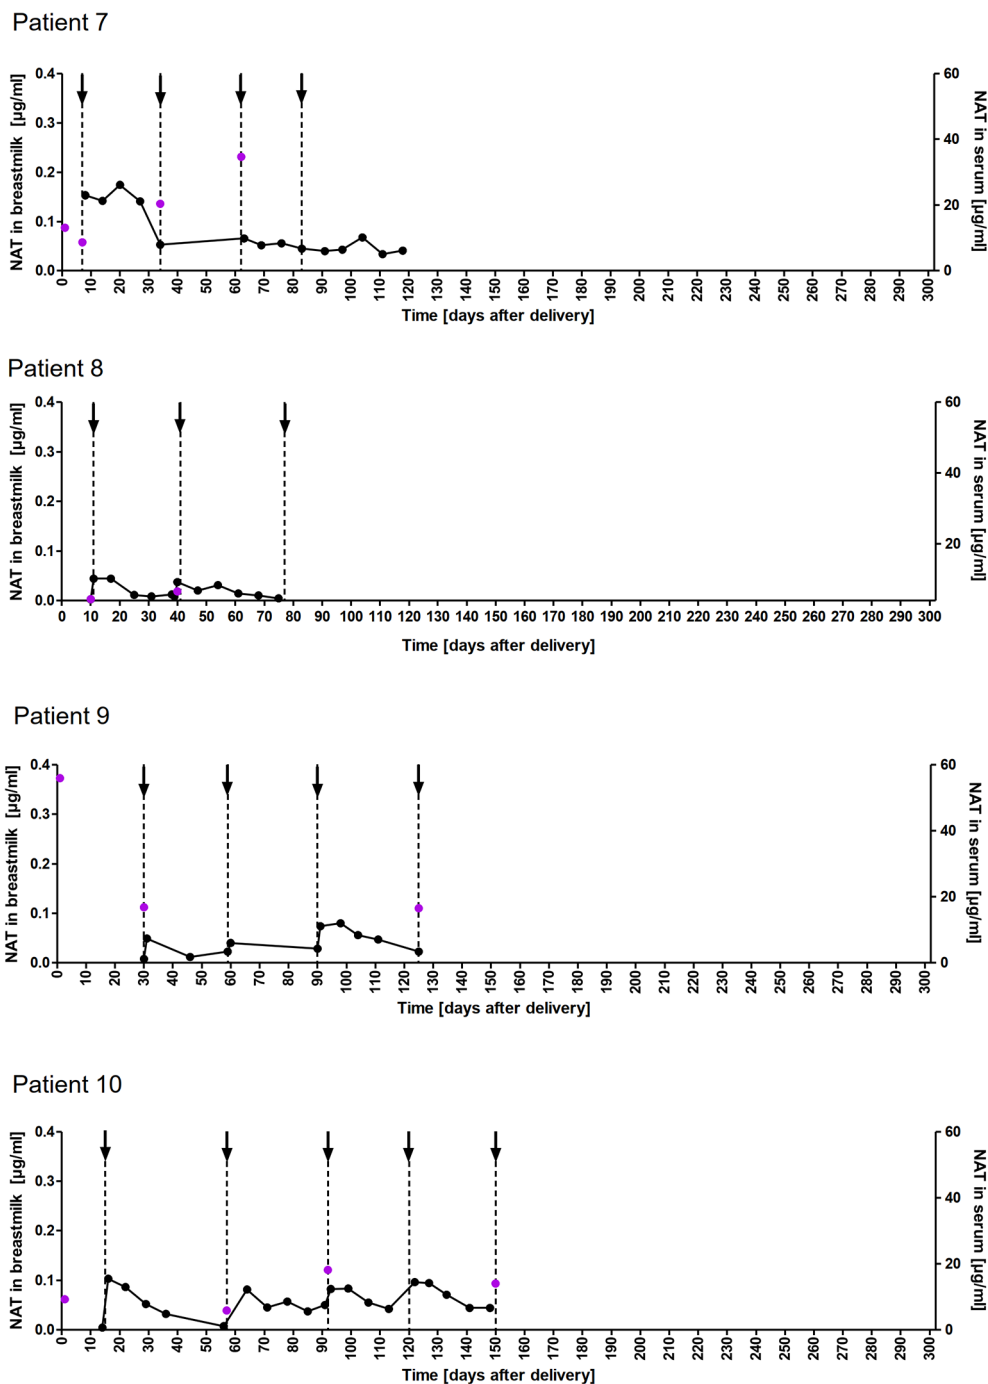 Patient 7
NAT in breastmilk [µg/ml]
0.4
0.3
0.2
0.1
0.0
60
40
20
0
NAT in serum [µg/ml]
0 10 20 30 40 50 60 70 80 90 100 110 120 130 140 150 160 170 180 190 200 210 220 230 240 250 260 270 280 290 300
Time [days after delivery]
Patient 8
NAT in breastmilk [µg/ml]
0.4
0.3
0.2
0.1
0.0
60
40
20
NAT in serum [µg/ml]
0 10 20 30 40 50 60 70 80 90 100 110 120 130 140 150 160 170 180 190 200 210 220 230 240 250 260 270 280 290 300
Time [days after delivery]
Patient 9
NAT in breastmilk [µg/ml]
0.4
0.3
0.2
0.1
0.0
60
40
20
0
NAT in serum [µg/ml]
0 10 20 30 40 50 60 70 80 90 100 110 120 130 140 150 160 170 180 190 200 210 220 230 240 250 260 270 280 290 300
Time [days after delivery]
Patient 10
NAT in breastmilk [µg/ml]
0.4
0.3
0.2
0.1
0.0
60
40
20
0
NAT in serum [µg/ml]
0 10 20 30 40 50 60 70 80 90 100 110 120 130 140 150 160 170 180 190 200 210 220 230 240 250 260 270 280 290 300
Time [days after delivery]